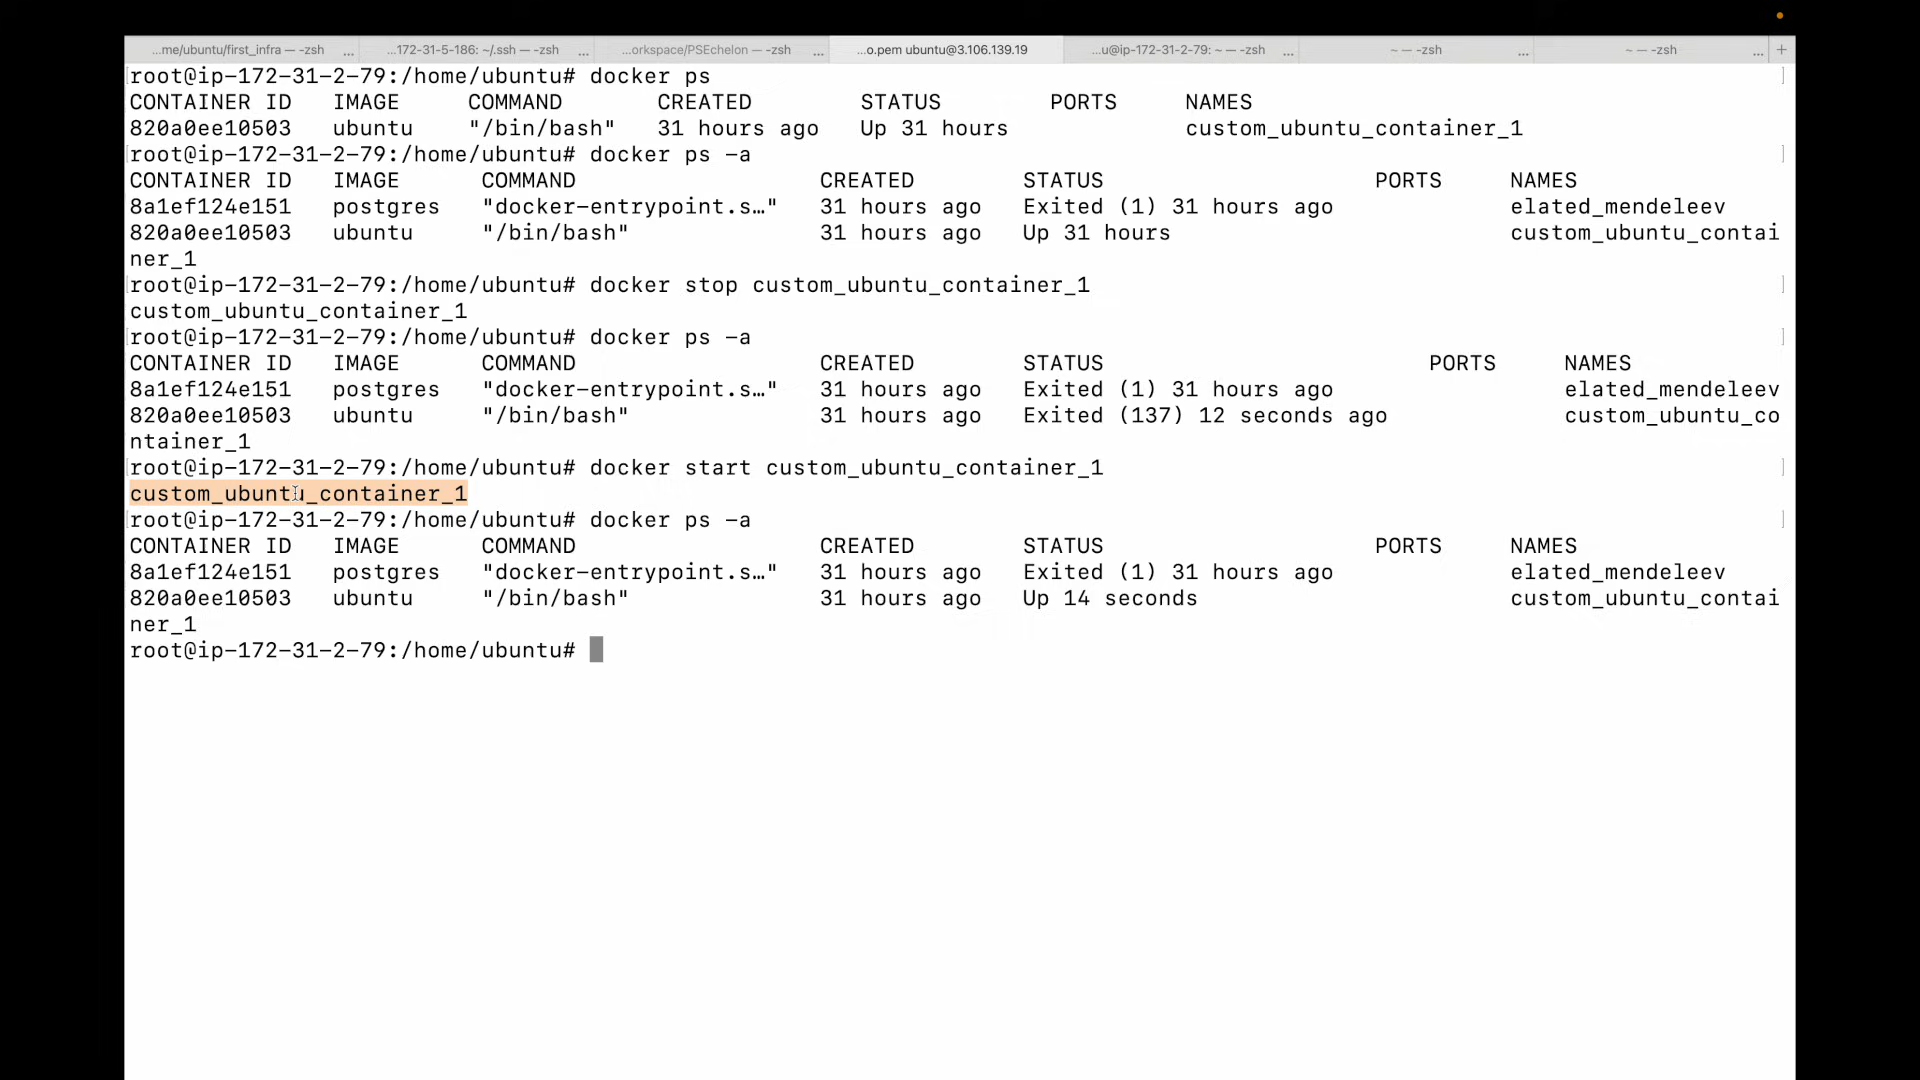 ...me/ubuntu/first_infra — -zsh ... ...172-31-5-186: ~/.ssh — -zsh ... ...orkspace/PSEchelon — -zsh ... ...o.pem ubuntu@3.106.139.19 ...u@ip-172-31-2-79: ~ — -zsh ... ~ — -zsh ... ~ — -zsh ... +
[root@ip-172-31-2-79:/home/ubuntu# docker ps ]
CONTAINER ID IMAGE COMMAND CREATED STATUS PORTS NAMES
820a0ee10503 ubuntu "/bin/bash" 31 hours ago Up 31 hours custom_ubuntu_container_1
[root@ip-172-31-2-79:/home/ubuntu# docker ps -a ]
CONTAINER ID IMAGE COMMAND CREATED STATUS PORTS NAMES
8a1ef124e151 postgres "docker-entrypoint.s…" 31 hours ago Exited (1) 31 hours ago elated_mendeleev
820a0ee10503 ubuntu "/bin/bash" 31 hours ago Up 31 hours custom_ubuntu_contai
ner_1
[root@ip-172-31-2-79:/home/ubuntu# docker stop custom_ubuntu_container_1 ]
custom_ubuntu_container_1
[root@ip-172-31-2-79:/home/ubuntu# docker ps -a ]
CONTAINER ID IMAGE COMMAND CREATED STATUS PORTS NAMES
8a1ef124e151 postgres "docker-entrypoint.s…" 31 hours ago Exited (1) 31 hours ago elated_mendeleev
820a0ee10503 ubuntu "/bin/bash" 31 hours ago Exited (137) 12 seconds ago custom_ubuntu_co
ntainer_1
[root@ip-172-31-2-79:/home/ubuntu# docker start custom_ubuntu_container_1 ]
custom_ubuntu_container_1
[root@ip-172-31-2-79:/home/ubuntu# docker ps -a ]
CONTAINER ID IMAGE COMMAND CREATED STATUS PORTS NAMES
8a1ef124e151 postgres "docker-entrypoint.s…" 31 hours ago Exited (1) 31 hours ago elated_mendeleev
820a0ee10503 ubuntu "/bin/bash" 31 hours ago Up 14 seconds custom_ubuntu_contai
ner_1
root@ip-172-31-2-79:/home/ubuntu#